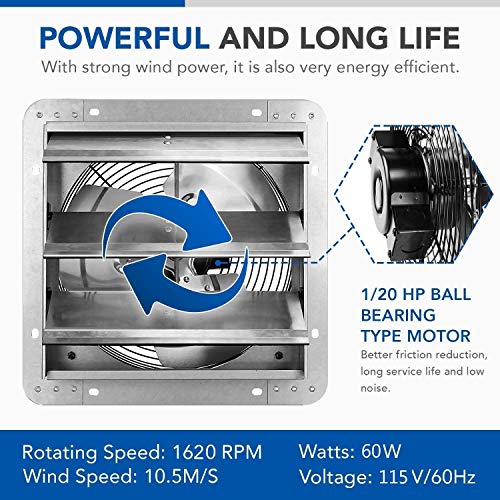 POWERFUL AND LONG LIFE
With strong wind power, it is also very energy efficient.
1/20 HP BALL
BEARING
TYPE MOTOR
Better friction reduction,
long service life and low
noise.
Rotating Speed: 1620 RPM
Wind Speed: 10.5M/S
Watts: 60W
Voltage: 115V/60Hz